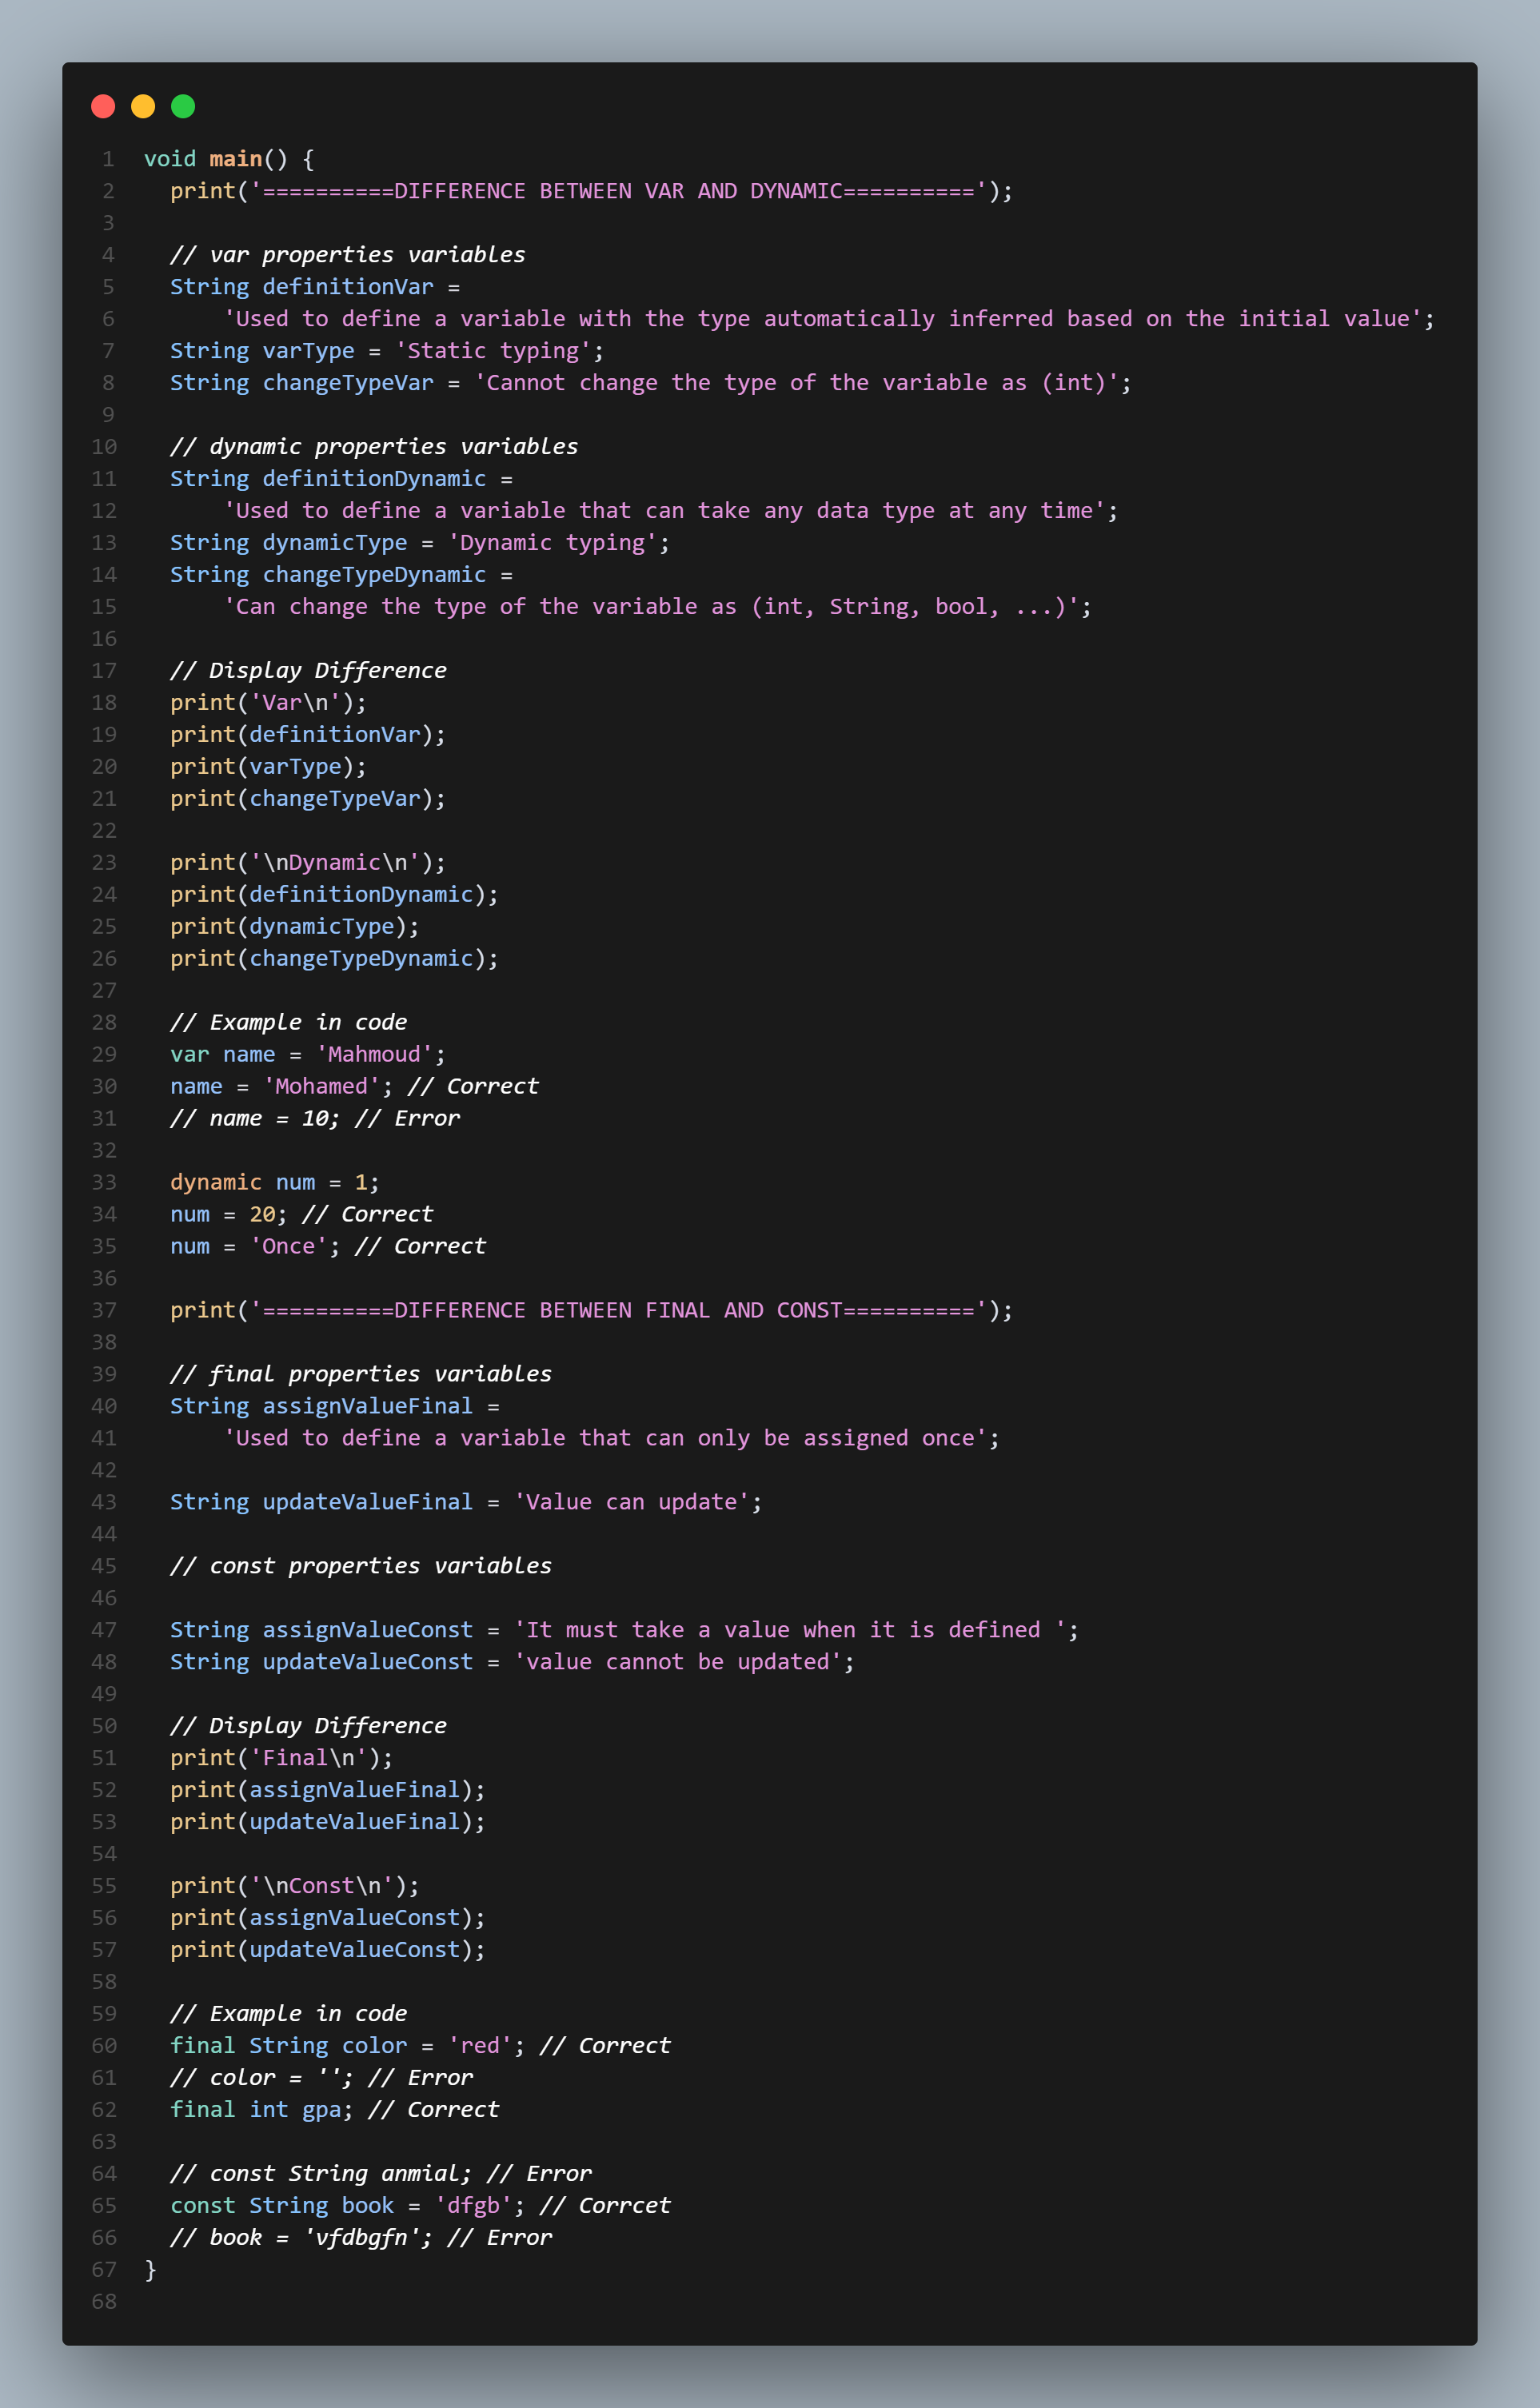 1 void main() {
2   print('==========DIFFERENCE BETWEEN VAR AND DYNAMIC==========');
3
4   // var properties variables
5   String definitionVar =
6       'Used to define a variable with the type automatically inferred based on the initial value';
7   String varType = 'Static typing';
8   String changeTypeVar = 'Cannot change the type of the variable as (int)';
9
10   // dynamic properties variables
11   String definitionDynamic =
12       'Used to define a variable that can take any data type at any time';
13   String dynamicType = 'Dynamic typing';
14   String changeTypeDynamic =
15       'Can change the type of the variable as (int, String, bool, ...)';
16
17   // Display Difference
18   print('Var\n');
19   print(definitionVar);
20   print(varType);
21   print(changeTypeVar);
22
23   print('\nDynamic\n');
24   print(definitionDynamic);
25   print(dynamicType);
26   print(changeTypeDynamic);
27
28   // Example in code
29   var name = 'Mahmoud';
30   name = 'Mohamed'; // Correct
31   // name = 10; // Error
32
33   dynamic num = 1;
34   num = 20; // Correct
35   num = 'Once'; // Correct
36
37   print('==========DIFFERENCE BETWEEN FINAL AND CONST==========');
38
39   // final properties variables
40   String assignValueFinal =
41       'Used to define a variable that can only be assigned once';
42
43   String updateValueFinal = 'Value can update';
44
45   // const properties variables
46
47   String assignValueConst = 'It must take a value when it is defined ';
48   String updateValueConst = 'value cannot be updated';
49
50   // Display Difference
51   print('Final\n');
52   print(assignValueFinal);
53   print(updateValueFinal);
54
55   print('\nConst\n');
56   print(assignValueConst);
57   print(updateValueConst);
58
59   // Example in code
60   final String color = 'red'; // Correct
61   // color = ''; // Error
62   final int gpa; // Correct
63
64   // const String anmial; // Error
65   const String book = 'dfgb'; // Corrcet
66   // book = 'vfdbgfn'; // Error
67 }
68